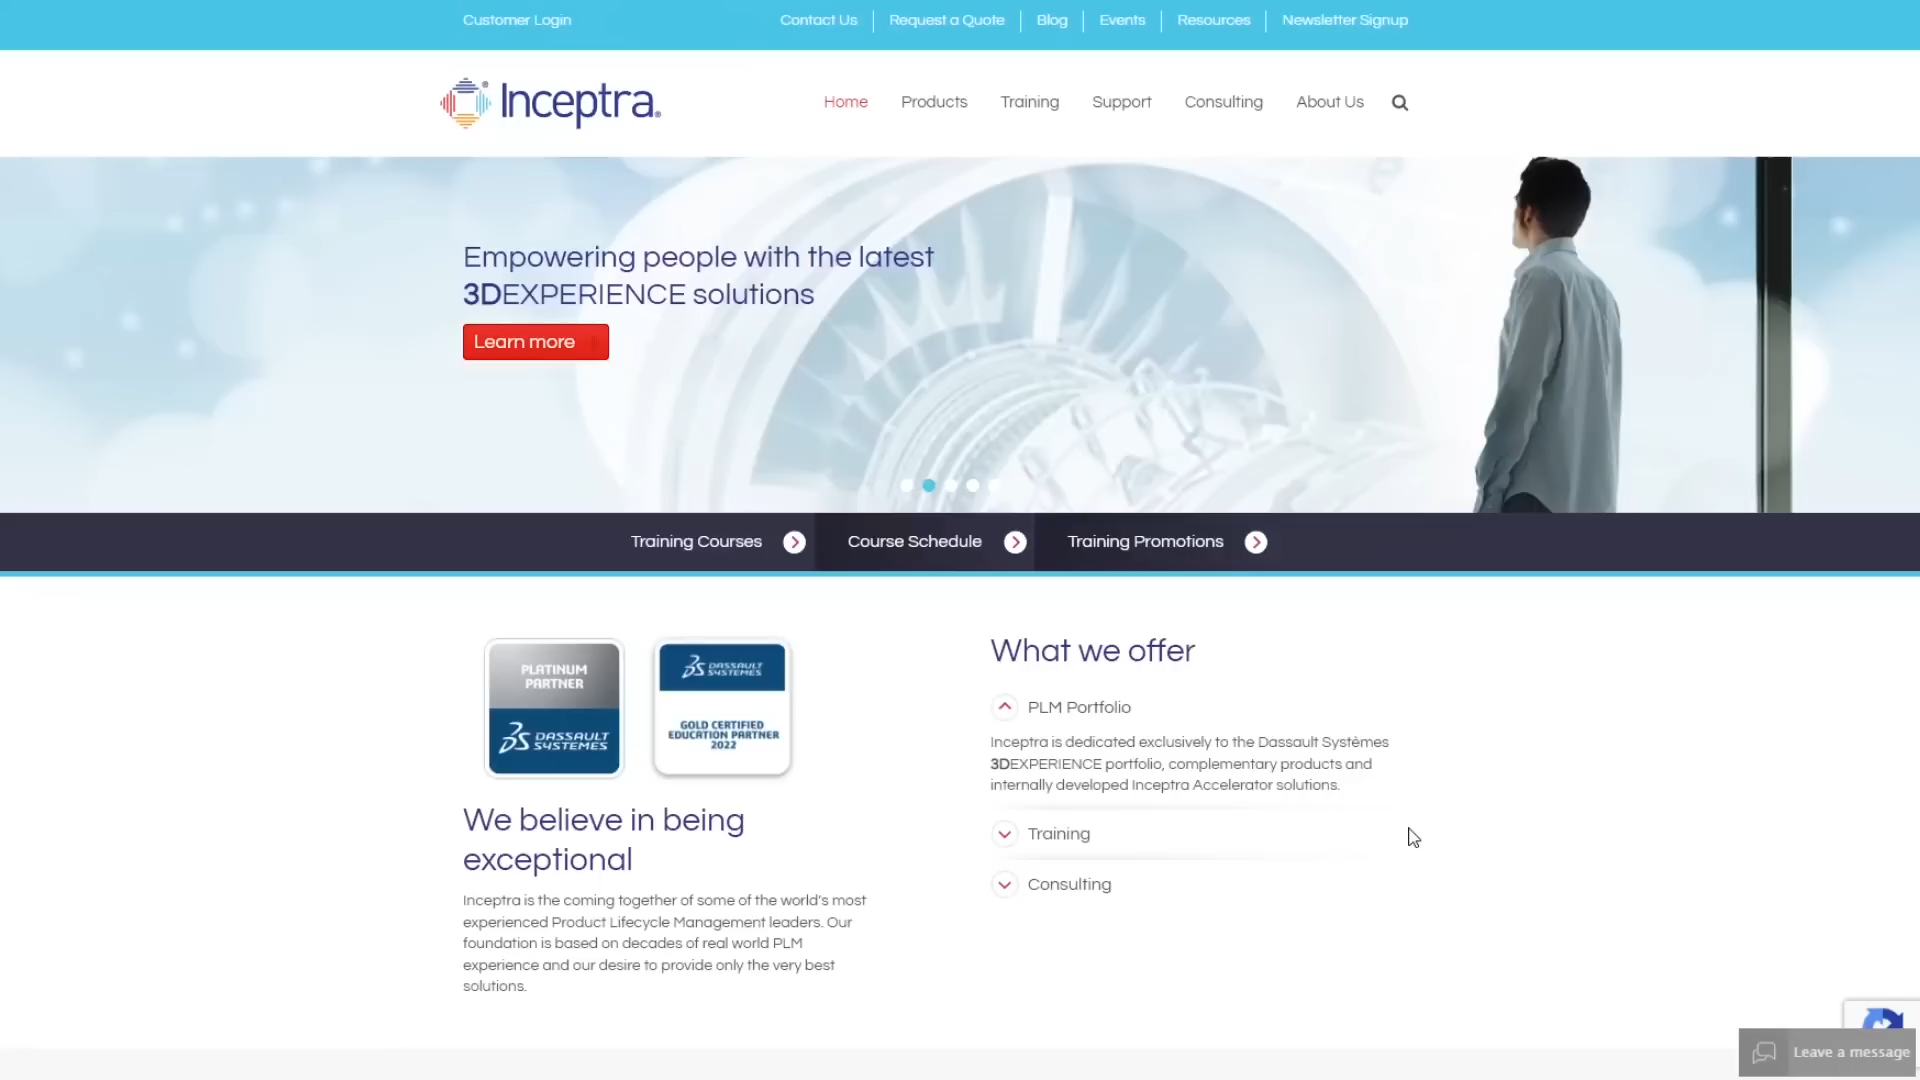 Customer Login
Contact Us
Request a Quote
Blog
Events
Resources
Newsletter Signup
Inceptra®
Home
Products
Training
Support
Consulting
About Us
Empowering people with the latest
3DEXPERIENCE solutions
Learn more
Training Courses
Course Schedule
Training Promotions
PLATINUM
PARTNER
DASSAULT
SYSTEMES
DASSAULT
SYSTEMES
GOLD CERTIFIED
EDUCATION PARTNER
2022
We believe in being
exceptional
Inceptra is the coming together of some of the world's most
experienced Product Lifecycle Management leaders. Our
foundation is based on decades of real world PLM
experience and our desire to provide only the very best
solutions.
What we offer
PLM Portfolio
Inceptra is dedicated exclusively to the Dassault Systèmes
3DEXPERIENCE portfolio, complementary products and
internally developed Inceptra Accelerator solutions.
Training
Consulting
Leave a message